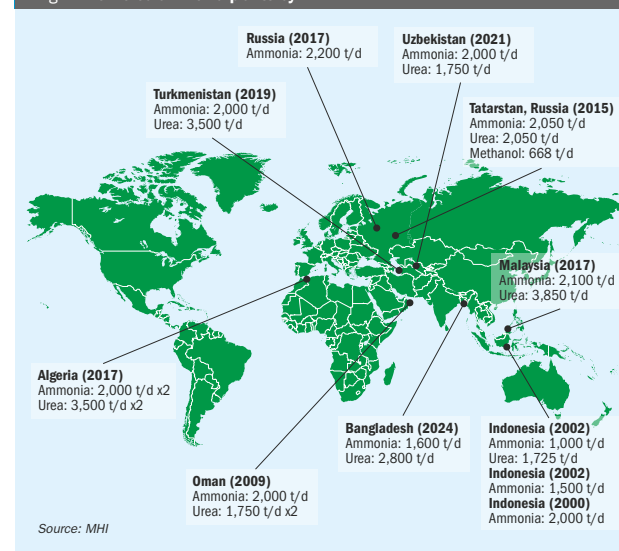 Russia (2017)
Ammonia: 2,200 t/d
Uzbekistan (2021)
Ammonia: 2,000 t/d
Urea: 1,750 t/d
Turkmenistan (2019)
Ammonia: 2,000 t/d
Urea: 3,500 t/d
Tatarstan, Russia (2015)
Ammonia: 2,050 t/d
Urea: 2,050 t/d
Methanol: 668 t/d
Malaysia (2017)
Ammonia: 2,100 t/d
Urea: 3,850 t/d
Algeria (2017)
Ammonia: 2,000 t/d x2
Urea: 3,500 t/d x2
Bangladesh (2024)
Ammonia: 1,600 t/d
Urea: 2,800 t/d
Indonesia (2002)
Ammonia: 1,000 t/d
Urea: 1,725 t/d
Indonesia (2002)
Ammonia: 1,500 t/d
Indonesia (2000)
Ammonia: 2,000 t/d
Oman (2009)
Ammonia: 2,000 t/d
Urea: 1,750 t/d x2
Source: MHI